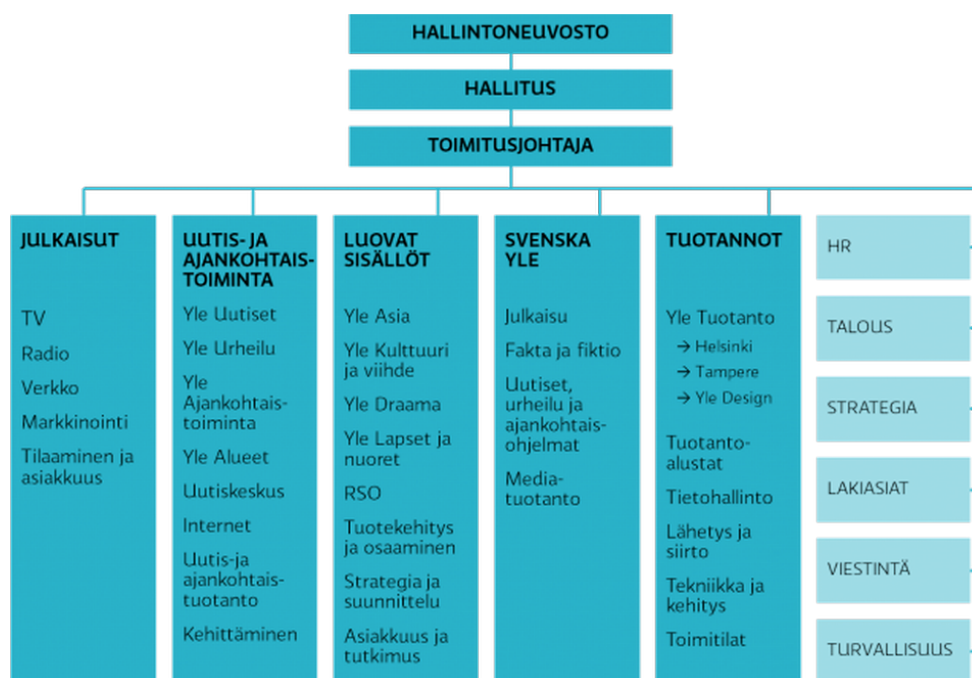 HALLINTONEUVOSTO
HALLITUS
TOIMITUSJOHTAJA
JULKAISUT
TV
Radio
Verkko
Markkinointi
Tilaaminen ja
asiakkuus
UUTIS- JA
AJANKOHTAIS-
TOIMINTA
Yle Uutiset
Yle Urheilu
Yle
Ajankohtais-
toiminta
Yle Alueet
Uutiskeskus
Internet
Uutis-ja
ajankohtais-
tuotanto
Kehittäminen
LUOVAT
SISÄLLÖT
Yle Asia
Yle Kulttuuri
ja viihde
Yle Draama
Yle Lapset ja
nuoret
RSO
Tuotekehitys
ja osaaminen
Strategia ja
suunnittelu
Asiakkuus ja
tutkimus
SVENSKA
YLE
Julkaisu
Fakta ja fiktio
Uutiset,
urheilu ja
ajankohtais-
ohjelmat
Media-
tuotanto
TUOTANNOT
Yle Tuotanto
→ Helsinki
→ Tampere
→ Yle Design
Tuotanto-
alustat
Tietohallinto
Lähetys ja
siirto
Tekniikka ja
kehitys
Toimitilat
HR
TALOUS
STRATEGIA
LAKIASIAT
VIESTINTÄ
TURVALLISUUS